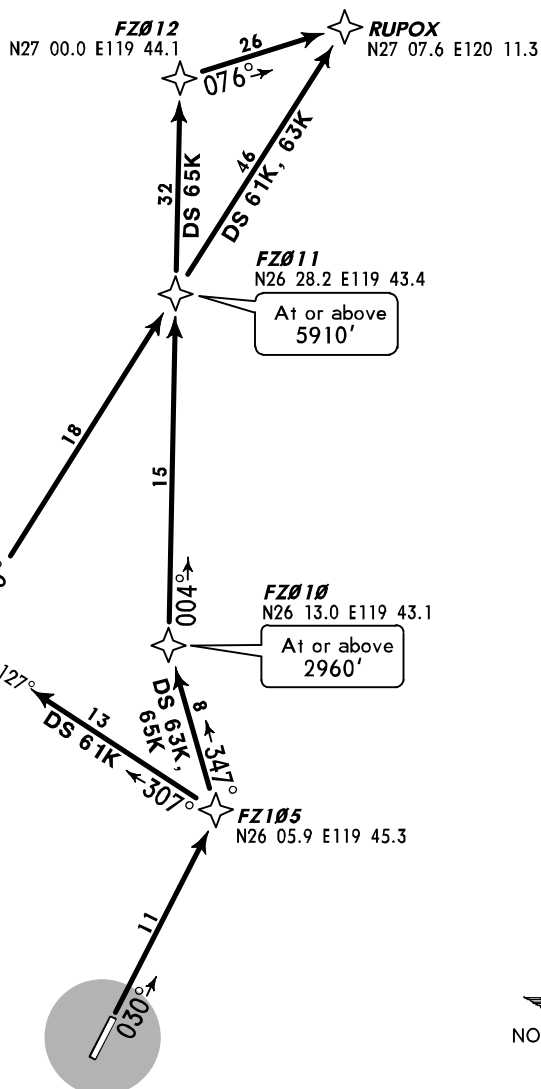 FZØ12
N27 00.0 E119 44.1
26
RUPOX
N27 07.6 E120 11.3
076°
32
DS 65K
46
DS 61K, 63K
FZØ11
N26 28.2 E119 43.4
At or above
5910'
18
15
004°
FZØ1Ø
N26 13.0 E119 43.1
At or above
2960'
127°
13
DS 61K
307°
DS 63K,
65K
8
347°
FZ1Ø5
N26 05.9 E119 45.3
11
030°
NO